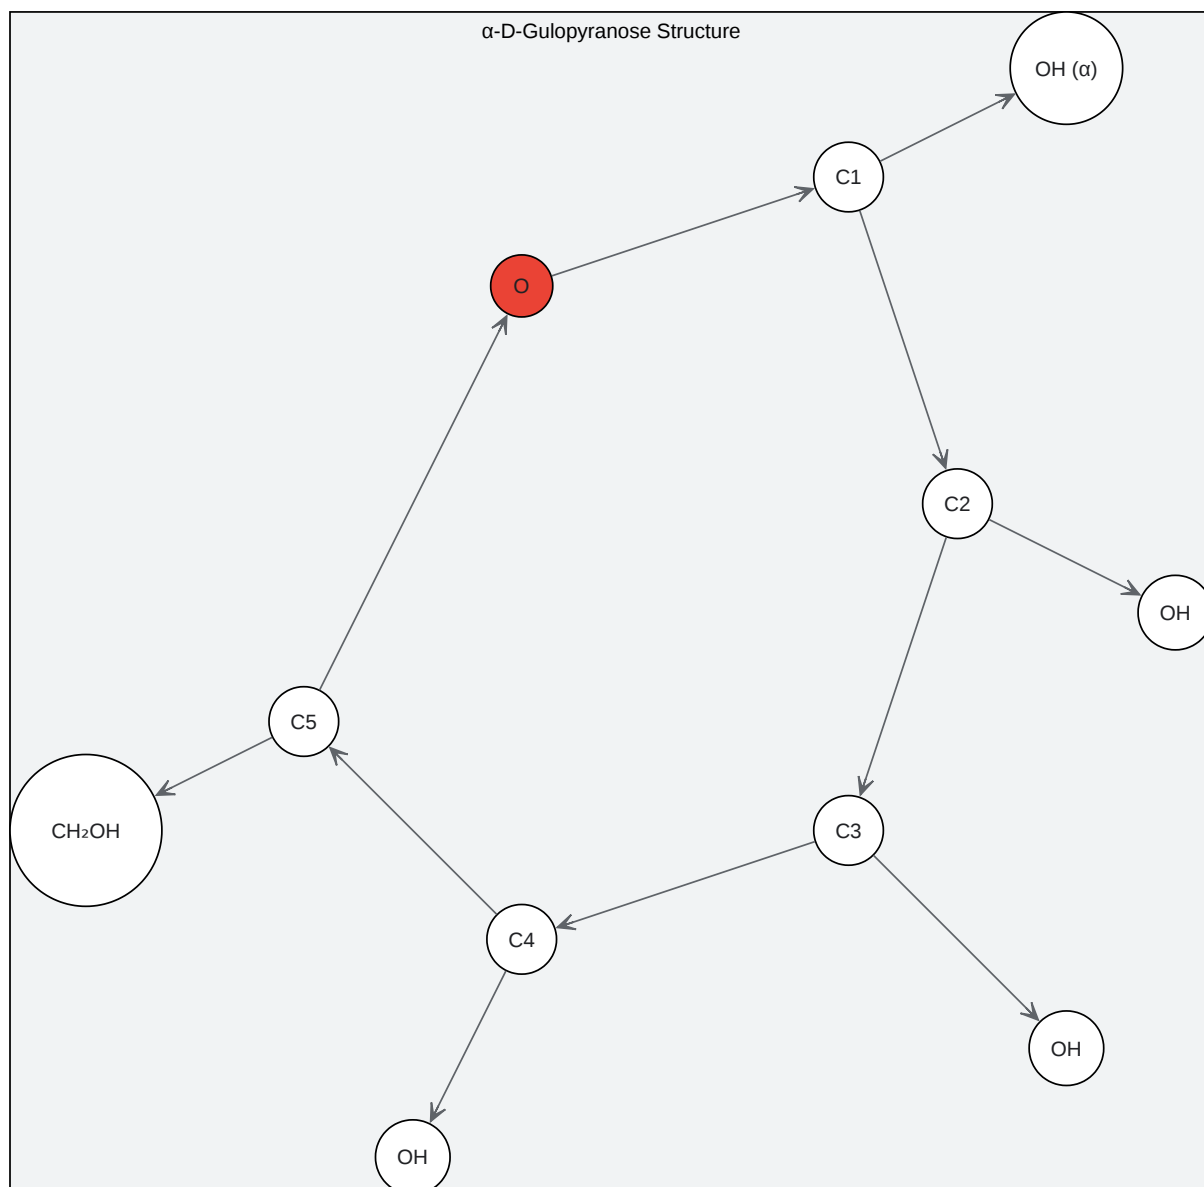 α-D-Gulopyranose Structure
OH (α)
C1
O
C2
OH
C5
CH₂OH
C3
C4
OH
OH